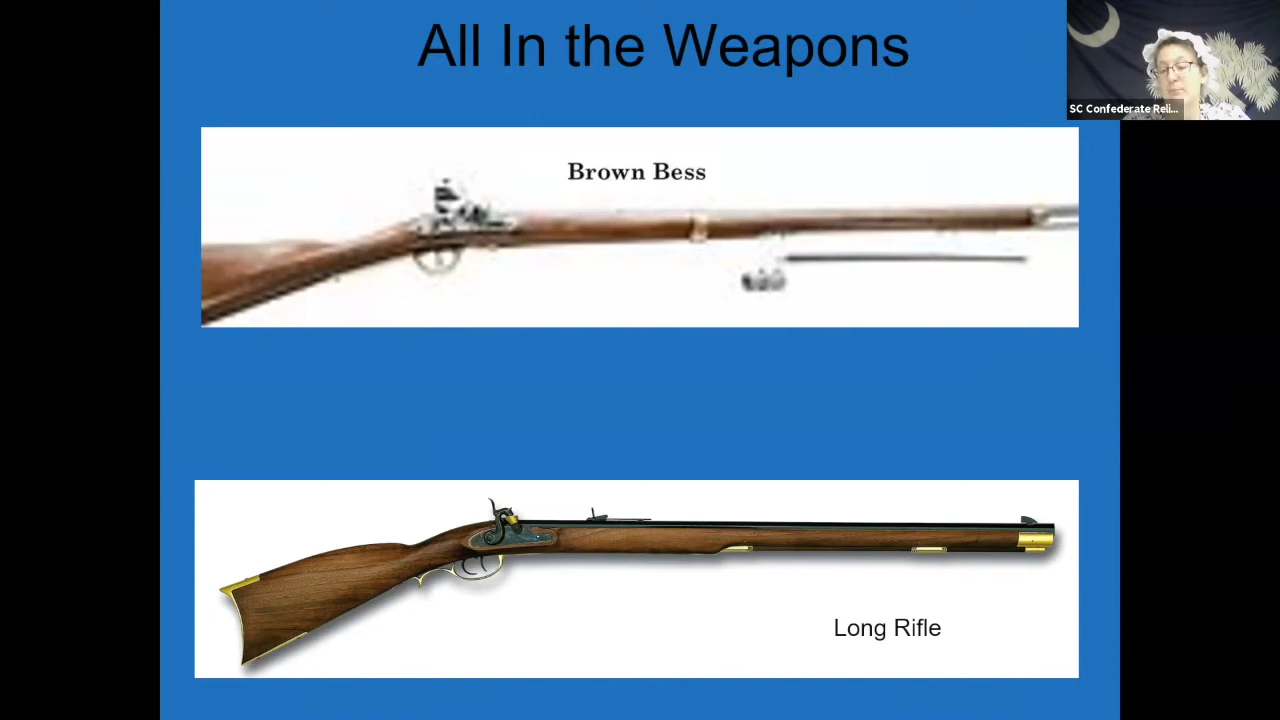 All In the Weapons
SC Confederate Reli...
Brown Bess
Long Rifle